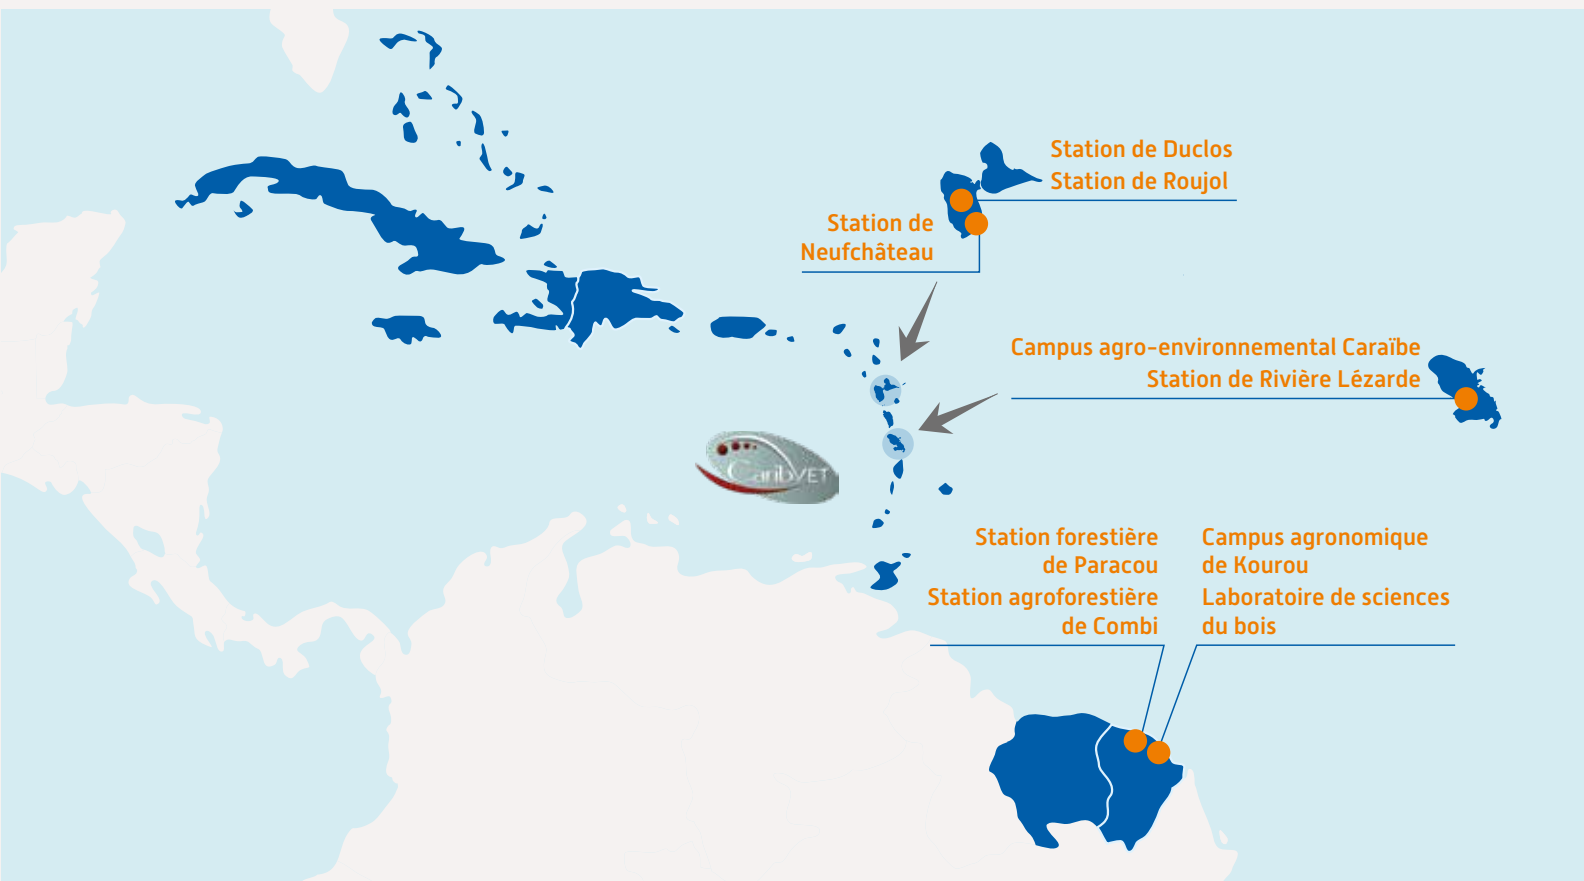 Station de Duclos
Station de Roujol
Station de
Neufchâteau
Campus agro-environnemental Caraïbe
Station de Rivière Lézarde
CaribVET
Station forestière
de Paracou
Station agroforestière
de Combi
Campus agronomique
de Kourou
Laboratoire de sciences
du bois